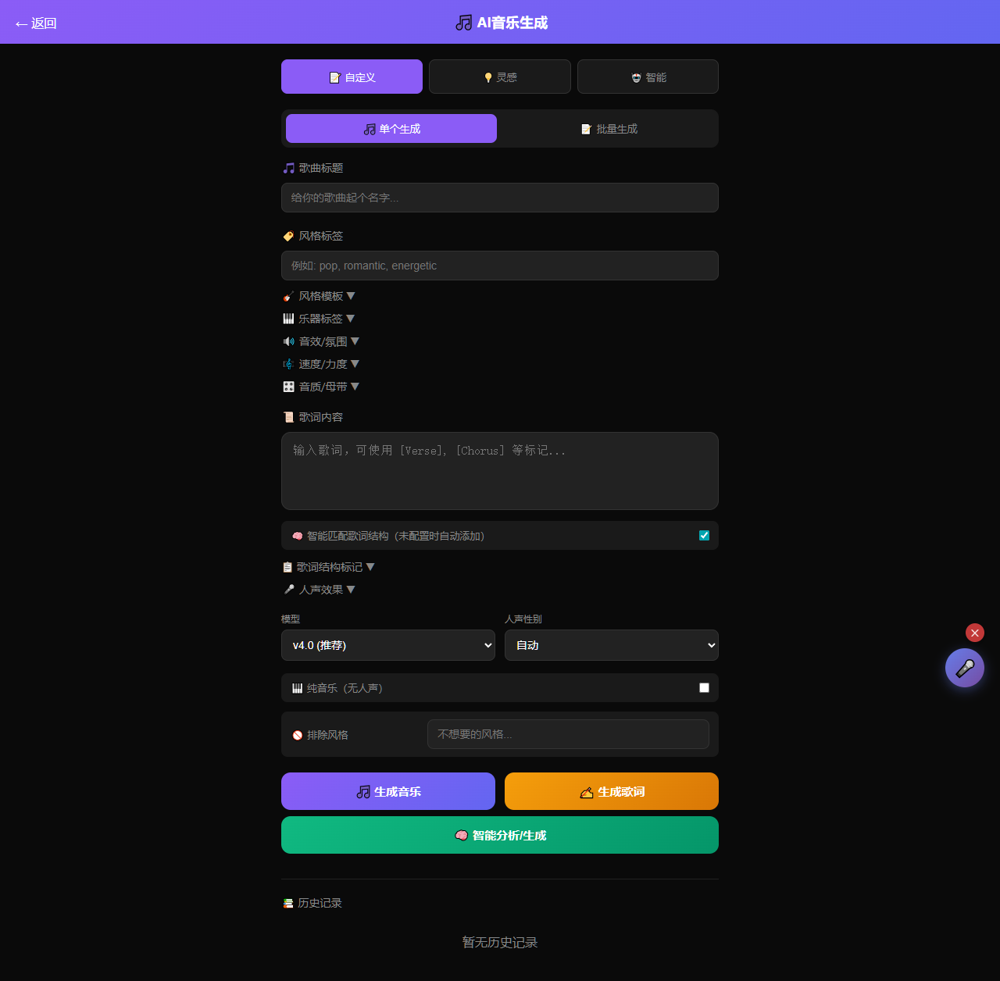 ← 返回
🎵 AI音乐生成
📝 自定义
💡 灵感
🤖 智能
🎵 单个生成
📝 批量生成
🎵 歌曲标题
给你的歌曲起个名字...
🏷️ 风格标签
例如: pop, romantic, energetic
🎸 风格模板 ▼
🎹 乐器标签 ▼
🔊 音效/氛围 ▼
🎼 速度/力度 ▼
🎛️ 音质/母带 ▼
📜 歌词内容
输入歌词，可使用 [Verse], [Chorus] 等标记...
🧠 智能匹配歌词结构（未配置时自动添加）
📋 歌词结构标记 ▼
🎤 人声效果 ▼
模型
人声性别
v4.0 (推荐)
自动
🎹 纯音乐（无人声）
🚫 排除风格
不想要的风格...
🎵 生成音乐
✍️ 生成歌词
🧠 智能分析/生成
📚 历史记录
暂无历史记录